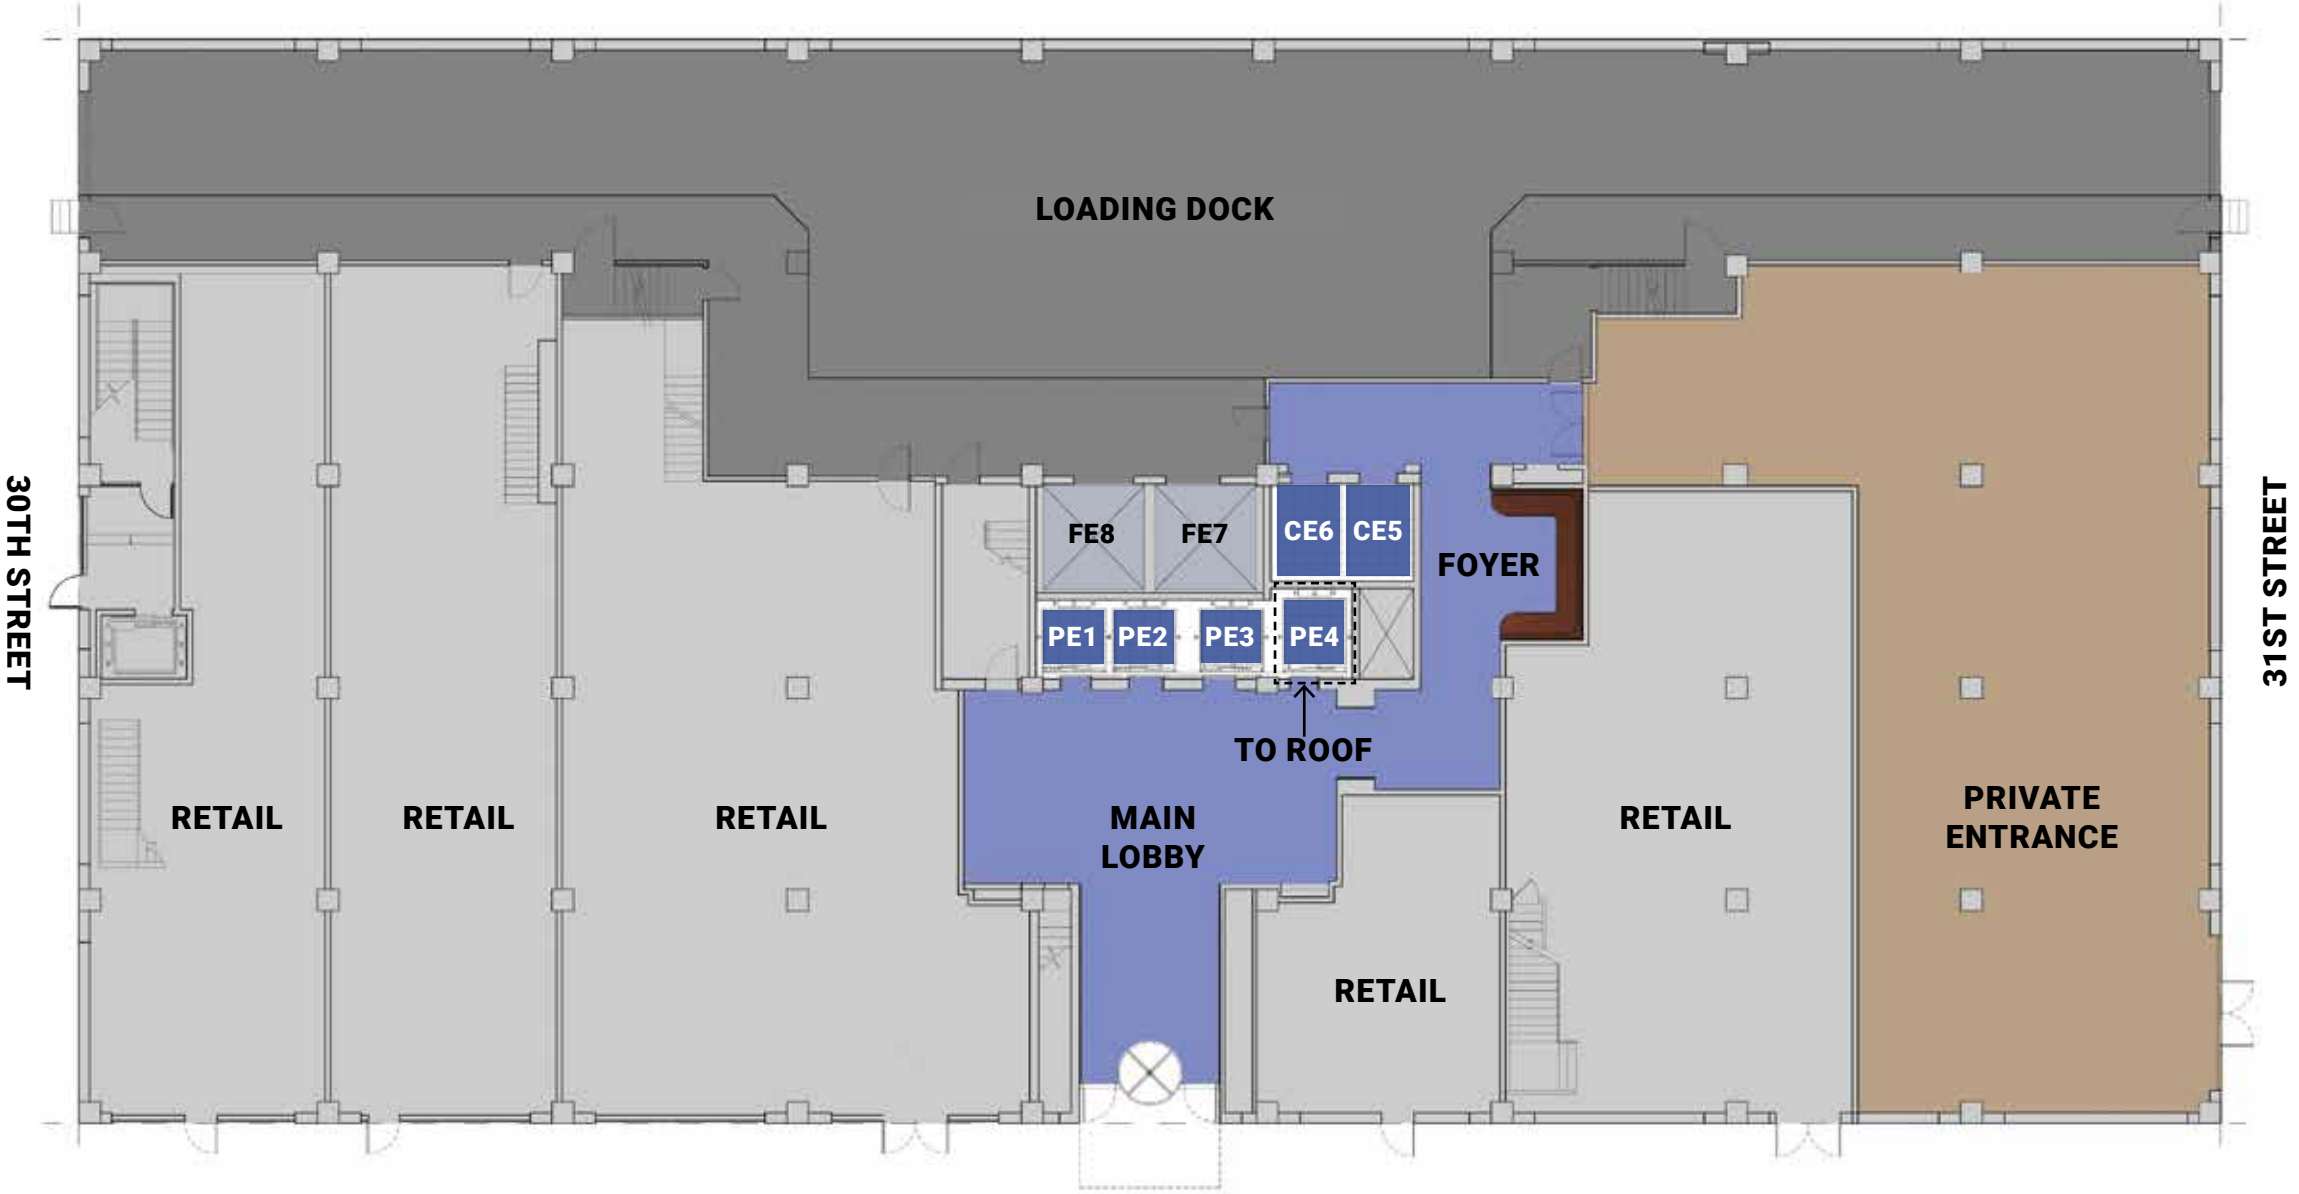 LOADING DOCK
30TH STREET
FE8
FE7
CE6
CE5
FOYER
31ST STREET
PE1
PE2
PE3
PE4
TO ROOF
RETAIL
RETAIL
RETAIL
MAIN
LOBBY
RETAIL
PRIVATE
ENTRANCE
RETAIL